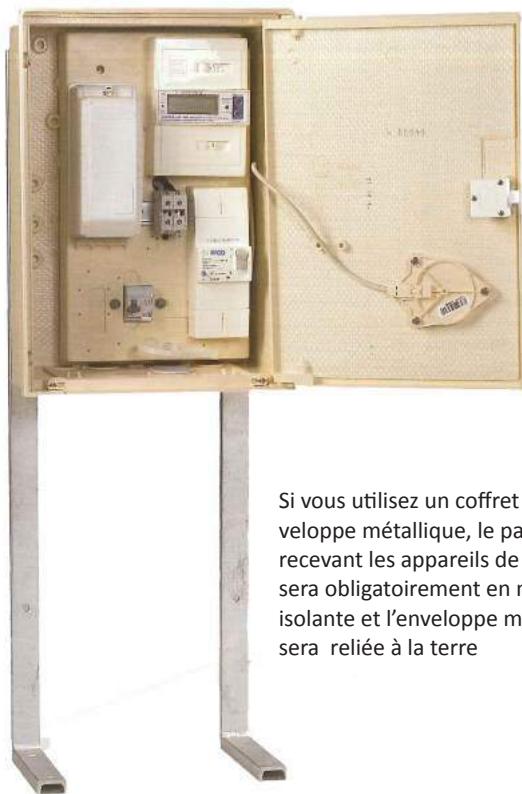 Si vous utilisez un coffret
veloppe métallique, le pa
recevant les appareils de
sera obligatoirement en m
isolante et l’enveloppe m
sera reliée à la terre